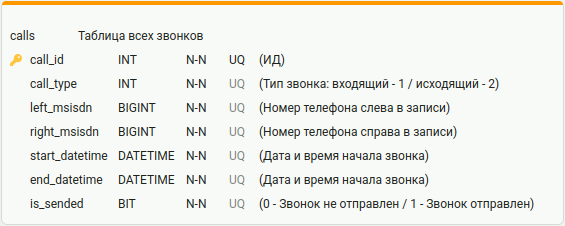 calls Таблица всех звонков
call_id INT N-N UQ (ИД)
call_type INT N-N UQ (Тип звонка: входящий - 1 / исходящий - 2)
left_msisdn BIGINT N-N UQ (Номер телефона слева в записи)
right_msisdn BIGINT N-N UQ (Номер телефона справа в записи)
start_datetime DATETIME N-N UQ (Дата и время начала звонка)
end_datetime DATETIME N-N UQ (Дата и время начала звонка)
is_sended BIT N-N UQ (0 - Звонок не отправлен / 1 - Звонок отправлен)